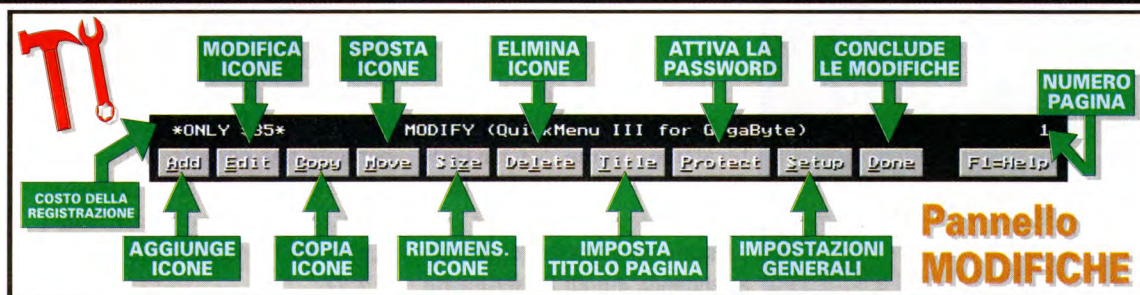 MODIFICA
ICONE
SPOSTA
ICONE
ELIMINA
ICONE
ATTIVA LA
PASSWORD
CONCLUDE
LE MODIFICHE
NUMERO
PAGINA
*ONLY 35*
MODIFY (QuickMenu III for GigaByte)
1
Add
Edit
Copy
Move
Size
Delete
Title
Protect
Setup
Done
F1=Help
COSTO DELLA
REGISTRAZIONE
AGGIUNGE
ICONE
COPIA
ICONE
RIDIMENS.
ICONE
IMPOSTA
TITOLO PAGINA
IMPOSTAZIONI
GENERALI
Pannello
MODIFICHE